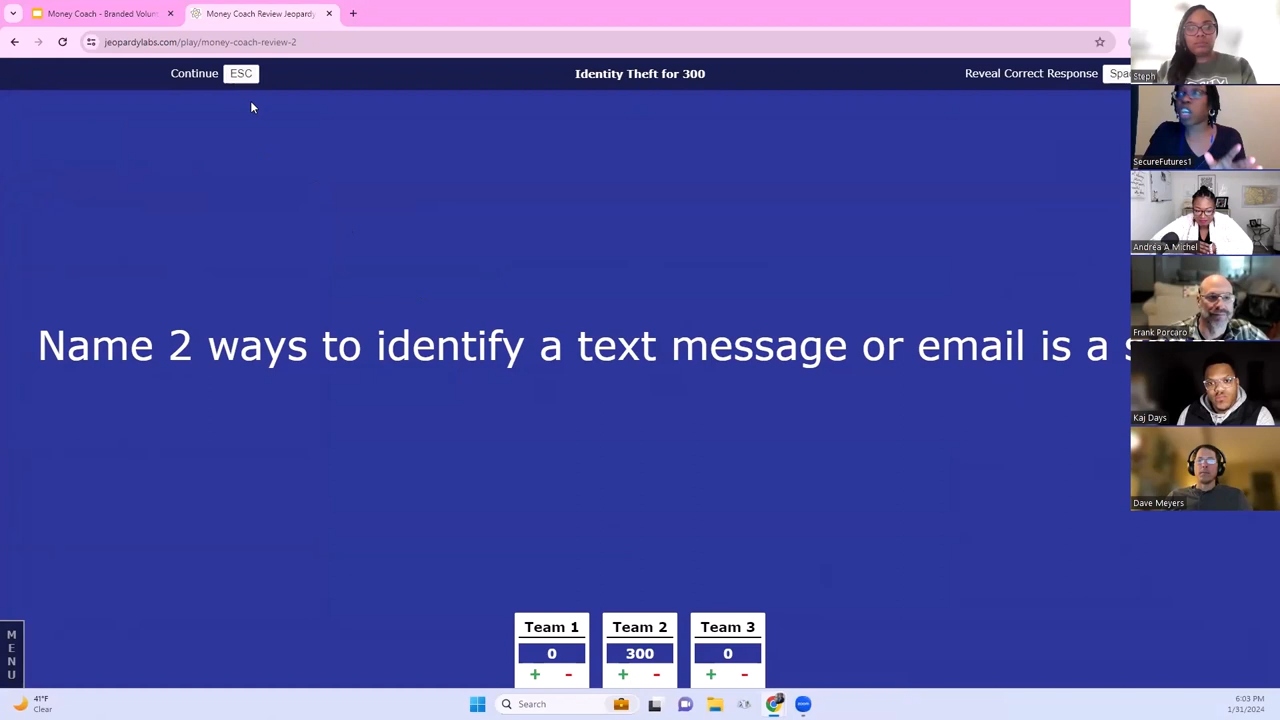 Money Coach - Branded Volun
Money Coach Review Jeopardy
jeopardylabs.com/play/money-coach-review-2
Continue ESC
Identity Theft for 300
Reveal Correct Response
Steph
SecureFutures1
Andrea A Michel
Frank Porcaro
Name 2 ways to identify a text message or email is a
Kaj Days
Dave Meyers
MENU
Team 1 Team 2 Team 3
0 300 0
+ - + - + -
41°F
Clear
Search
6:03 PM
1/31/2024